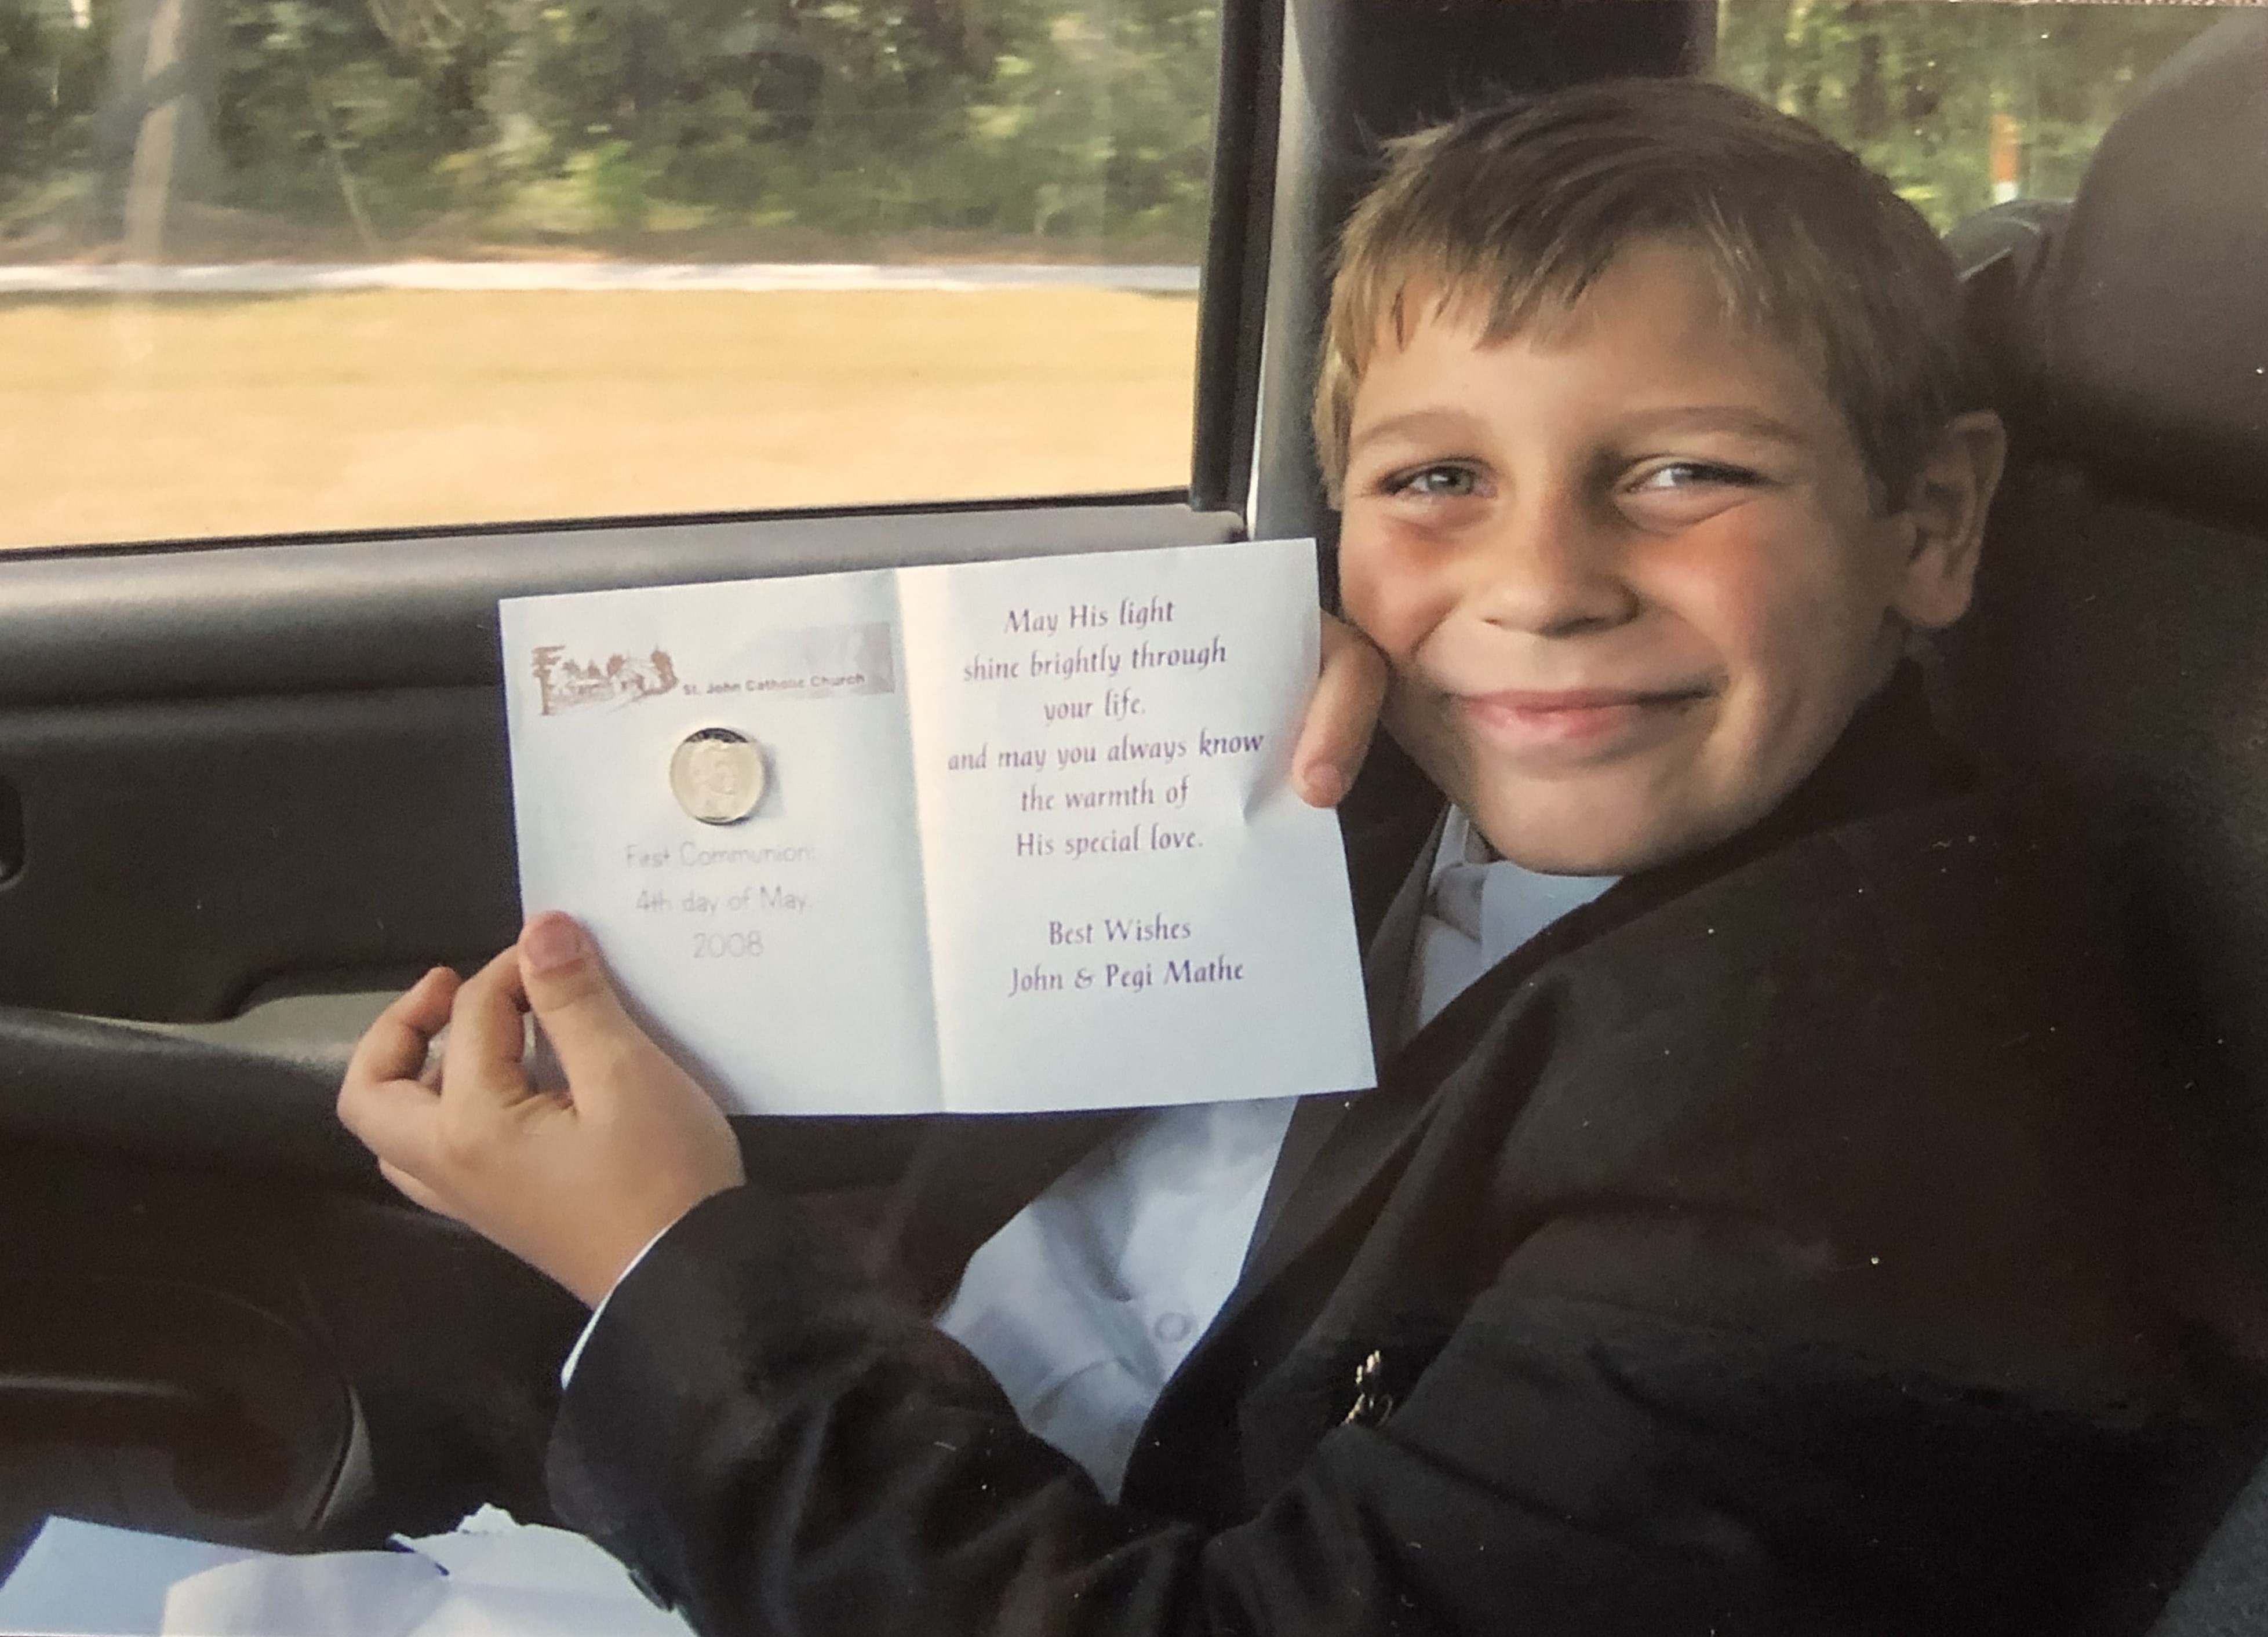 St. John Catholic Church
First Communion:
4th day of May,
2008
May His light
shine brightly through
your life,
and may you always know
the warmth of
His special love.
Best Wishes
John & Pegi Mathe